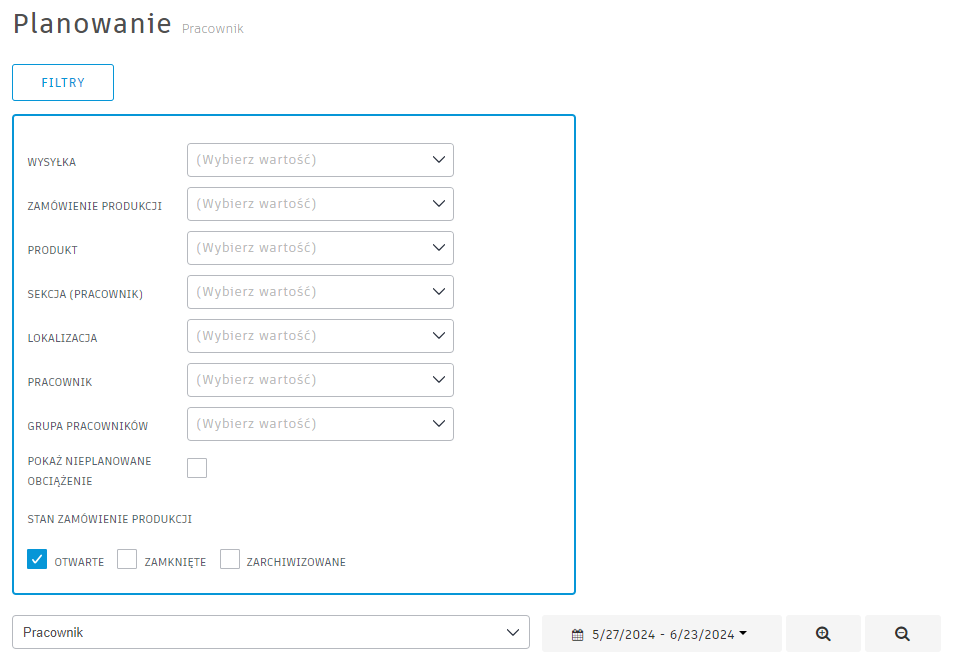 Planowanie Pracownik
FILTRY
WYSYŁKA (Wybierz wartość)
ZAMÓWIENIE PRODUKCJI (Wybierz wartość)
PRODUKT (Wybierz wartość)
SEKCJA (PRACOWNIK) (Wybierz wartość)
LOKALIZACJA (Wybierz wartość)
PRACOWNIK (Wybierz wartość)
GRUPA PRACOWNIKÓW (Wybierz wartość)
POKAŻ NIEPLANOWANE
OBCIĄŻENIE
STAN ZAMÓWIENIE PRODUKCJI
OTWARTE ZAMKNIĘTE ZARCHIWIZOWANE
Pracownik 5/27/2024 - 6/23/2024